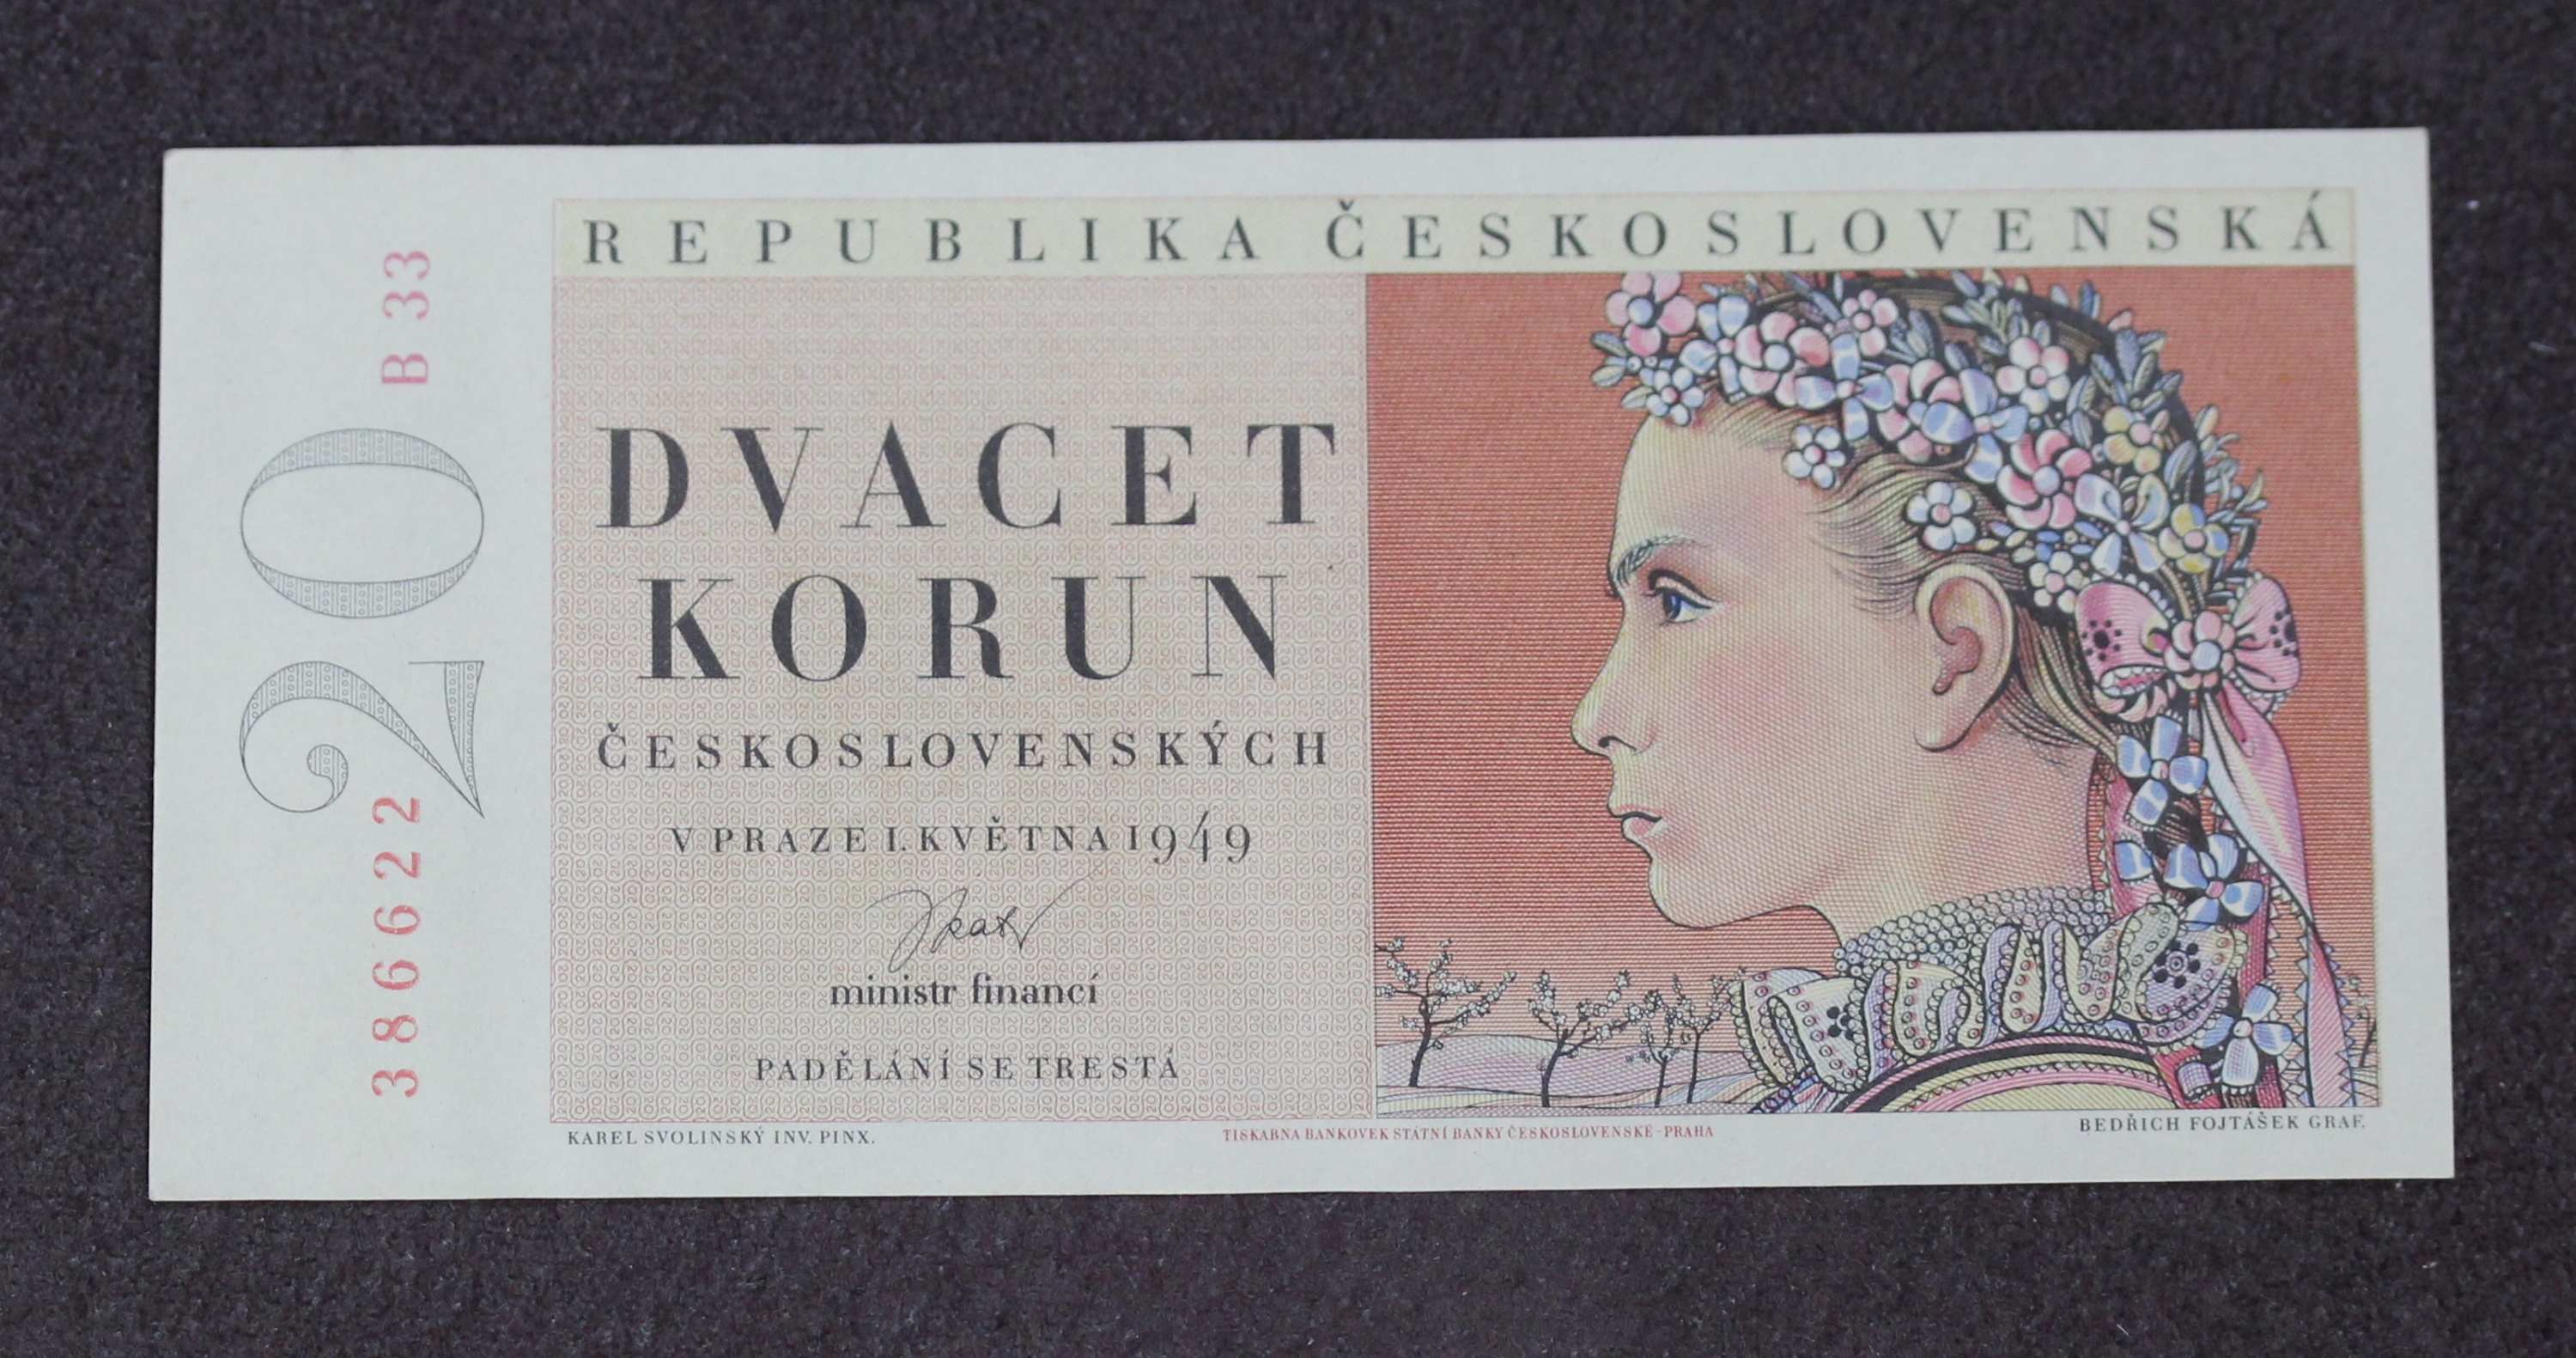 REPUBLIKA ČESKOSLOVENSKÁ
B 33
20
386622
DVACET
KORUN
ČESKOSLOVENSKÝCH
V PRAZE 1. KVĚTNA 1949
ministr financí
PADĚLÁNÍ SE TRESTÁ
KAREL SVOLINSKÝ INV. PINX.
TISKARNA BANKOVEK STÁTNÍ BANKY ČESKOSLOVENSKÉ - PRAHA
BEDŘICH FOJTÁŠEK GRAF.